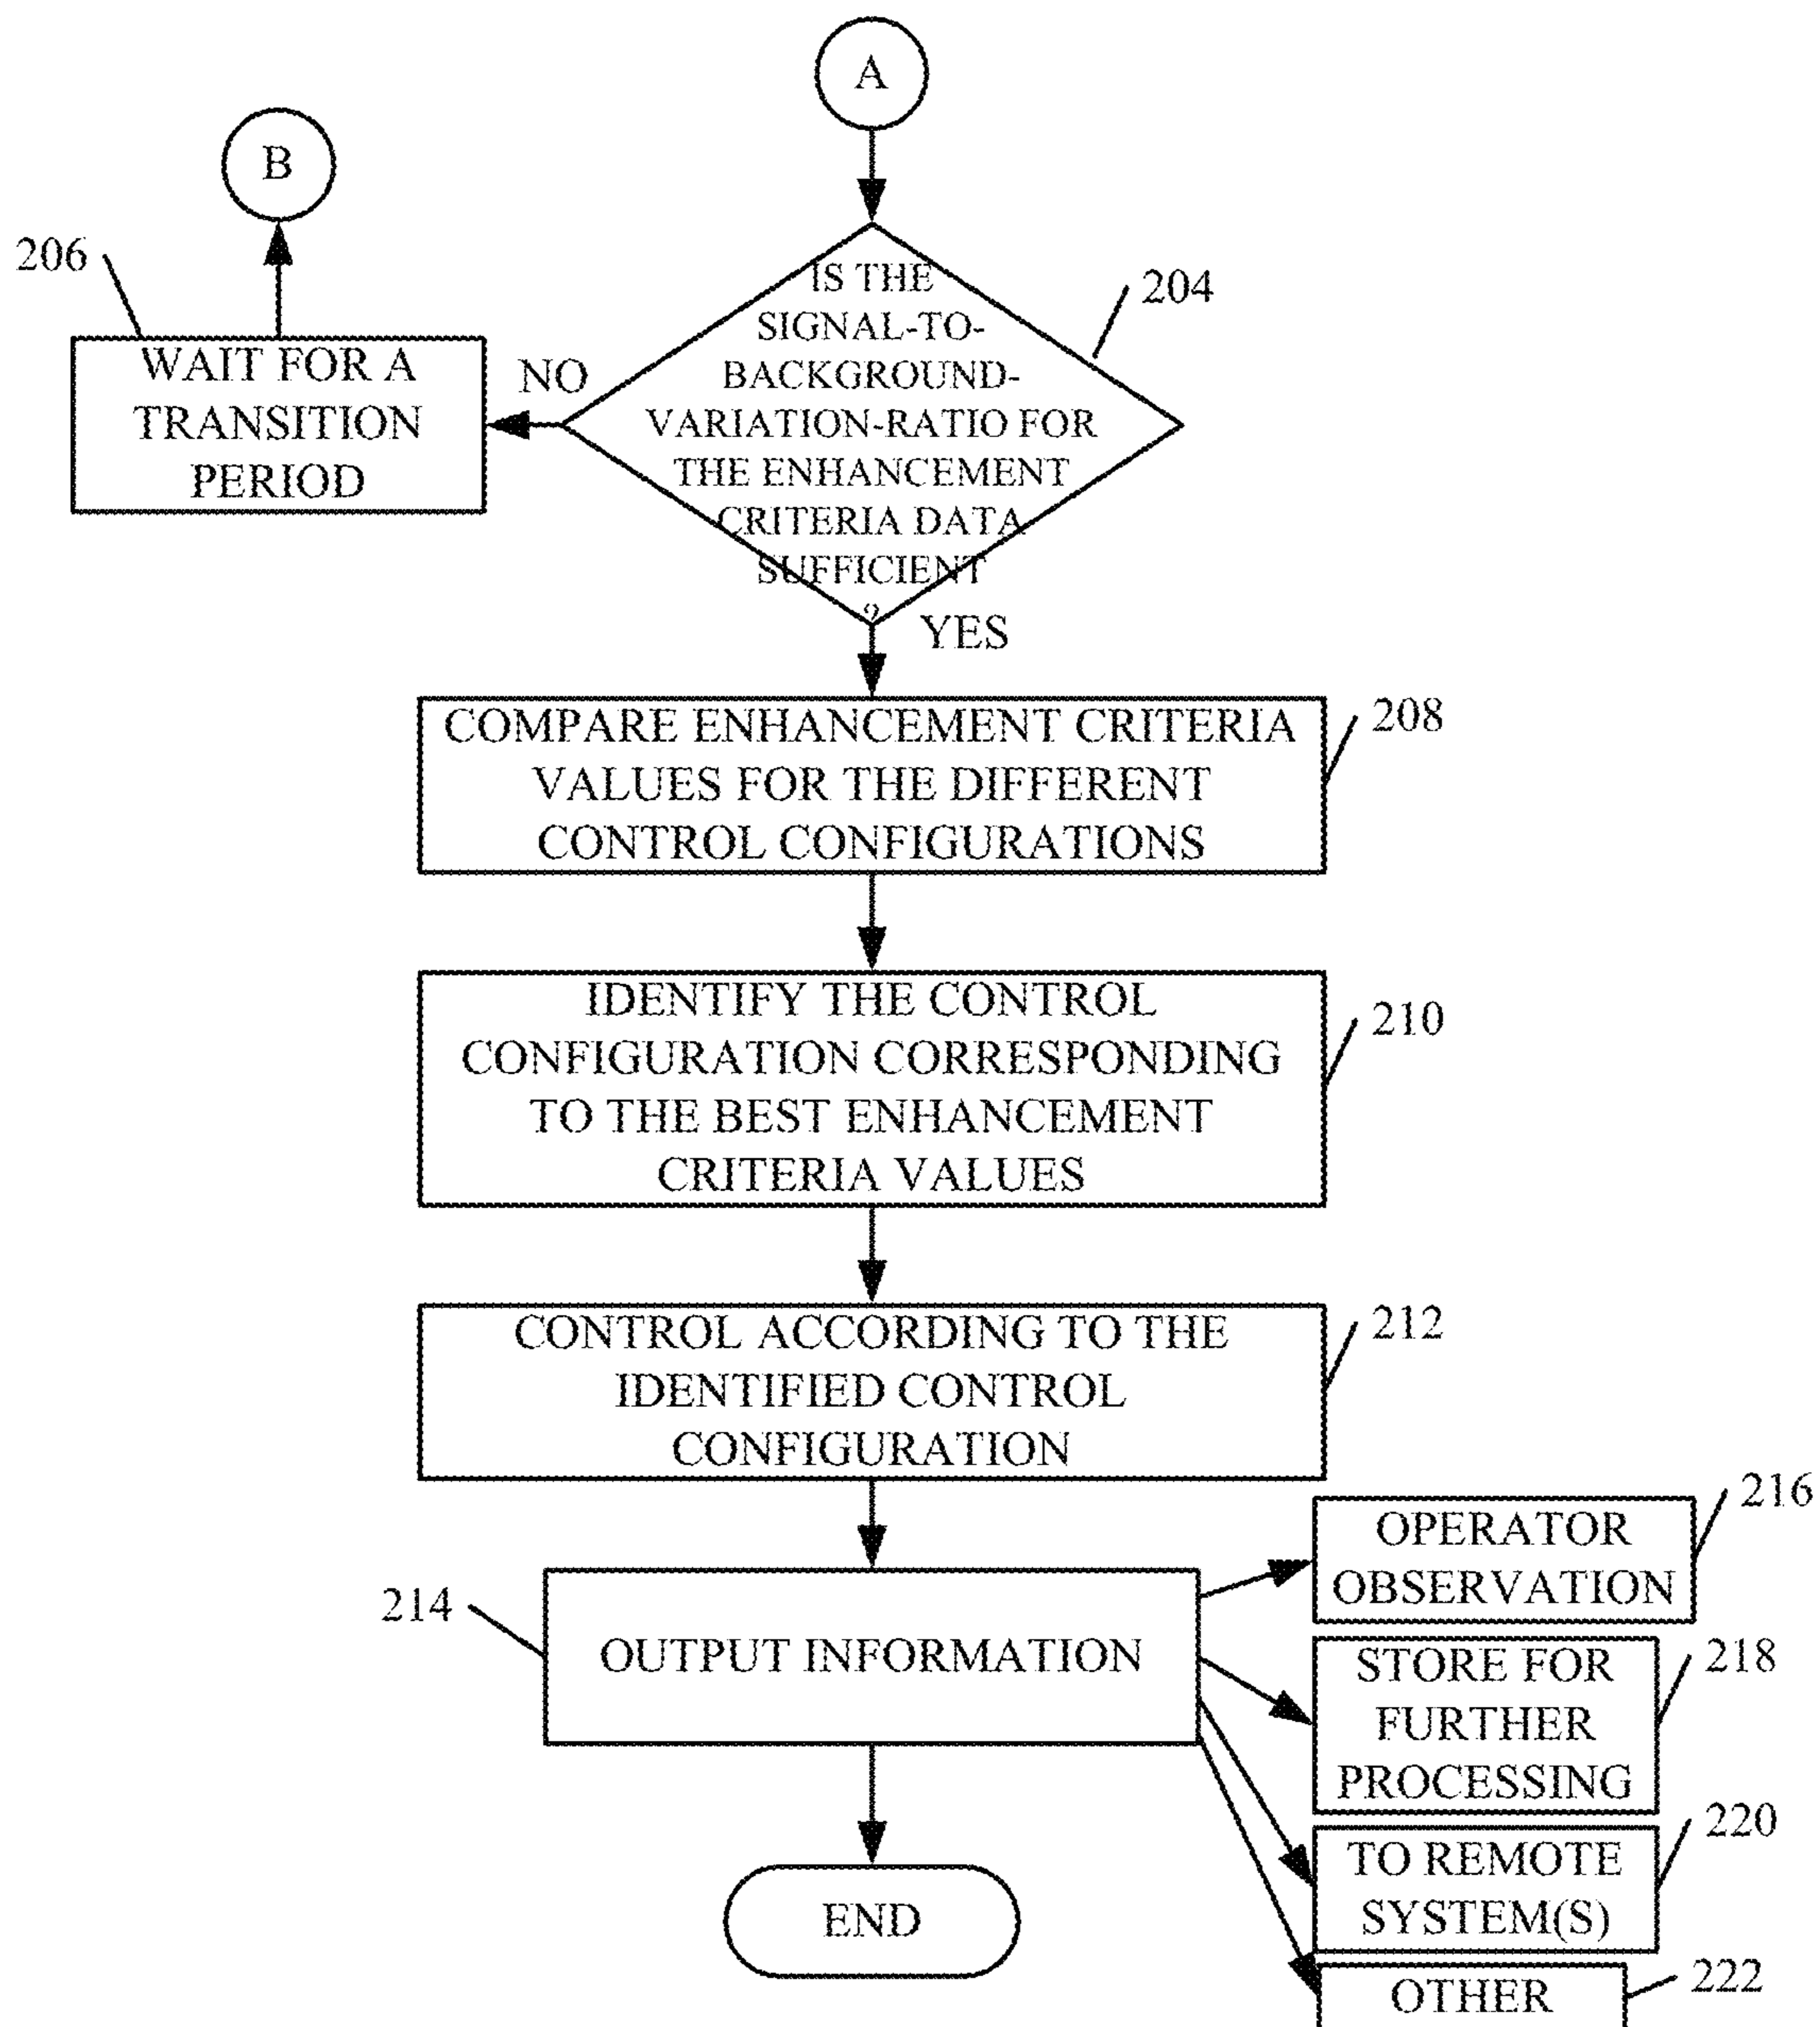 A
B
206
IS THE
SIGNAL-TO-
BACKGROUND-
VARIATION-RATIO FOR
THE ENHANCEMENT
CRITERIA DATA
SUFFICIENT
?
204
WAIT FOR A
TRANSITION
PERIOD
NO
YES
COMPARE ENHANCEMENT CRITERIA
VALUES FOR THE DIFFERENT
CONTROL CONFIGURATIONS
208
IDENTIFY THE CONTROL
CONFIGURATION CORRESPONDING
TO THE BEST ENHANCEMENT
CRITERIA VALUES
210
CONTROL ACCORDING TO THE
IDENTIFIED CONTROL
CONFIGURATION
212
214
OUTPUT INFORMATION
OPERATOR
OBSERVATION
216
STORE FOR
FURTHER
PROCESSING
218
TO REMOTE
SYSTEM(S)
220
OTHER
222
END